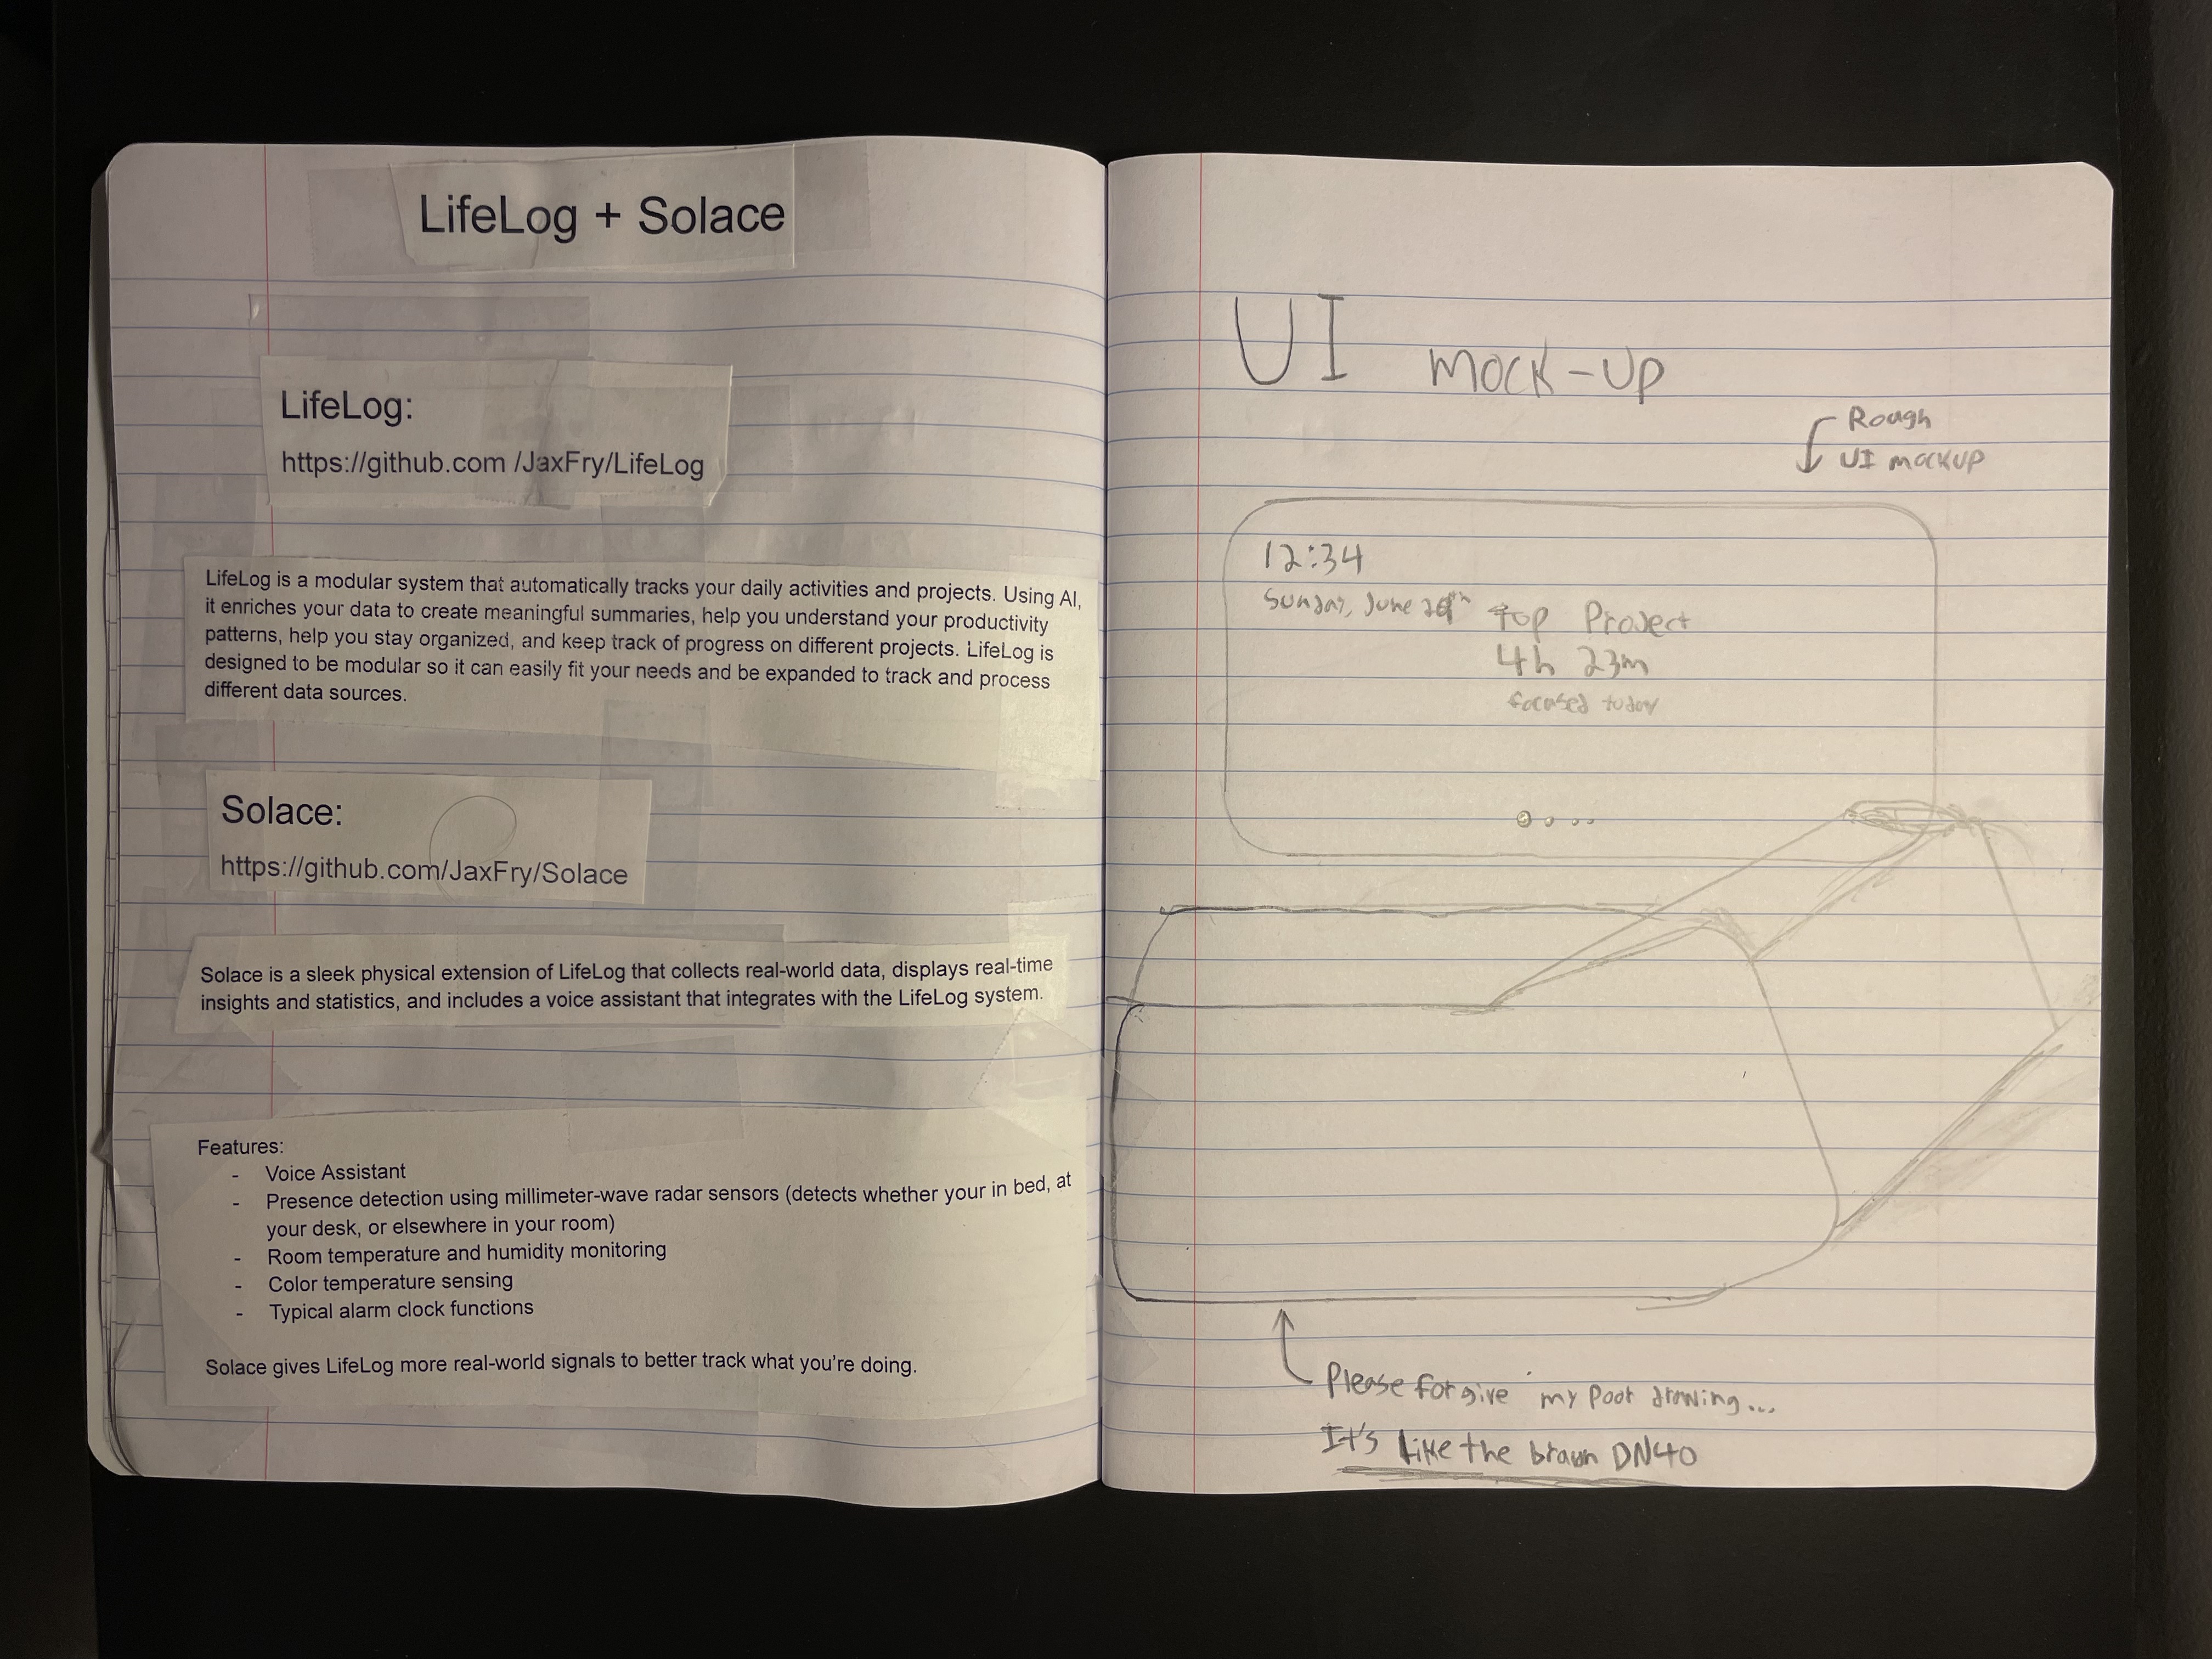 LifeLog + Solace
LifeLog:
https://github.com /JaxFry/LifeLog
LifeLog is a modular system that automatically tracks your daily activities and projects. Using AI,
it enriches your data to create meaningful summaries, help you understand your productivity
patterns, help you stay organized, and keep track of progress on different projects. LifeLog is
designed to be modular so it can easily fit your needs and be expanded to track and process
different data sources.
Solace:
https://github.com/JaxFry/Solace
Solace is a sleek physical extension of LifeLog that collects real-world data, displays real-time
insights and statistics, and includes a voice assistant that integrates with the LifeLog system.
Features:
- Voice Assistant
- Presence detection using millimeter-wave radar sensors (detects whether your in bed, at
your desk, or elsewhere in your room)
- Room temperature and humidity monitoring
- Color temperature sensing
- Typical alarm clock functions
Solace gives LifeLog more real-world signals to better track what you're doing.
UI MOCK-UP
Rough
UI mockup
12:34
Sunday, June
top Project
4h 23m
focused today
Please forgive my poor drawing...
It's like the braun DN40